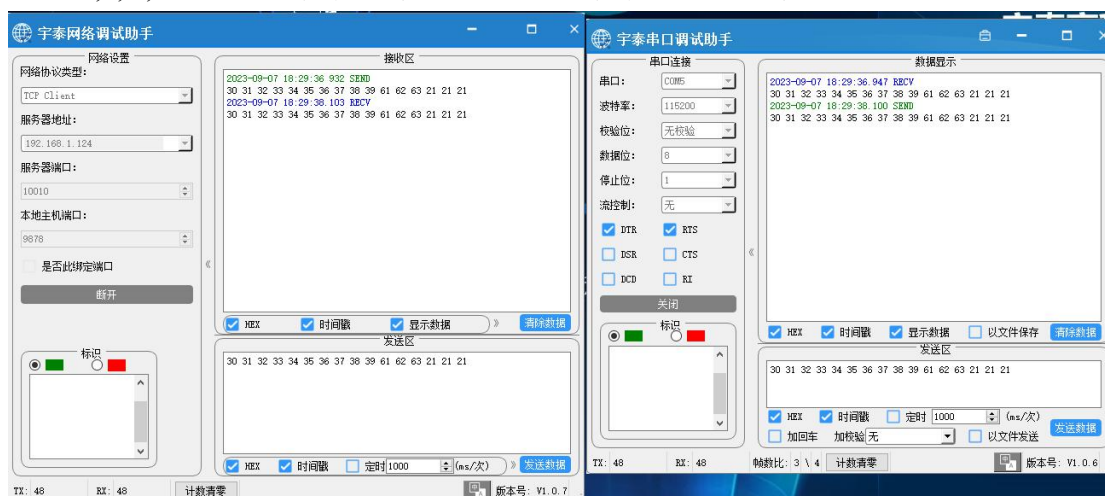 宇泰网络调试助手
网络设置
网络协议类型:
TCP Client
服务器地址:
192.168.1.124
服务器端口:
10010
本地主机端口:
9878
是否此绑定端口
断开
标识
接收区
2023-09-07 18:29:36 932 SEND
30 31 32 33 34 35 36 37 38 39 61 62 63 21 21 21
2023-09-07 18:29:38.103 RECV
30 31 32 33 34 35 36 37 38 39 61 62 63 21 21 21
HEX 时间戳 显示数据 清除数据
发送区
30 31 32 33 34 35 36 37 38 39 61 62 63 21 21 21
HEX 时间戳 定时 1000 (ms/次) 发送数据
TX: 48 RX: 48 计数清零 版本号: V1.0.7
宇泰串口调试助手
串口连接
串口: COM5
波特率: 115200
校验位: 无校验
数据位: 8
停止位: 1
流控制: 无
DTR RTS
DSR CTS
DCD RI
关闭
标识
数据显示
2023-09-07 18:29:36.947 RECV
30 31 32 33 34 35 36 37 38 39 61 62 63 21 21 21
2023-09-07 18:29:38.100 SEND
30 31 32 33 34 35 36 37 38 39 61 62 63 21 21 21
HEX 时间戳 显示数据 以文件保存 清除数据
发送区
30 31 32 33 34 35 36 37 38 39 61 62 63 21 21 21
HEX 时间戳 定时 1000 (ms/次)
加回车 加校验 无 以文件发送 发送数据
TX: 48 RX: 48 帧数比: 3 \ 4 计数清零 版本号: V1.0.6